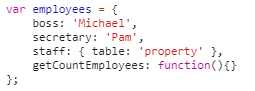 var employees = {
    boss: 'Michael',
    secretary: 'Pam',
    staff: { table: 'property' },
    getCountEmployees: function(){}
};